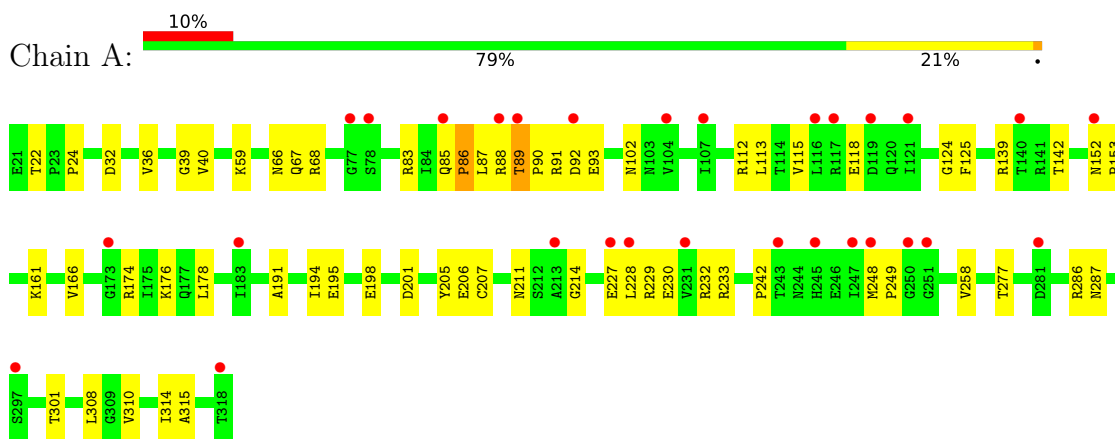 10%
Chain A:
79% 21% •
E21 T22 P23 P24 D32 V36 G39 V40 K59 N66 Q67 R68 G77 S78 R83 I84 Q85 P86 L87 R88 T89 P90 R91 D92 E93 N102 N103 V104 I107 R112 L113 T114 V115 L116 R117 E118 D119 Q120 I121 G124 F125 R139 T140 R141 T142 N152 R153
K161 V166 G173 R174 I175 K176 Q177 L178 I183 A191 I194 E195 E198 D201 Y205 E206 C207 N211 S212 A213 G214 E227 L228 R229 E230 V231 R232 R233 P242 T243 N244 H245 E246 I247 M248 P249 G250 G251 V258 T277 D281 R286 N287
S297 T301 L308 G309 V310 I314 A315 T318